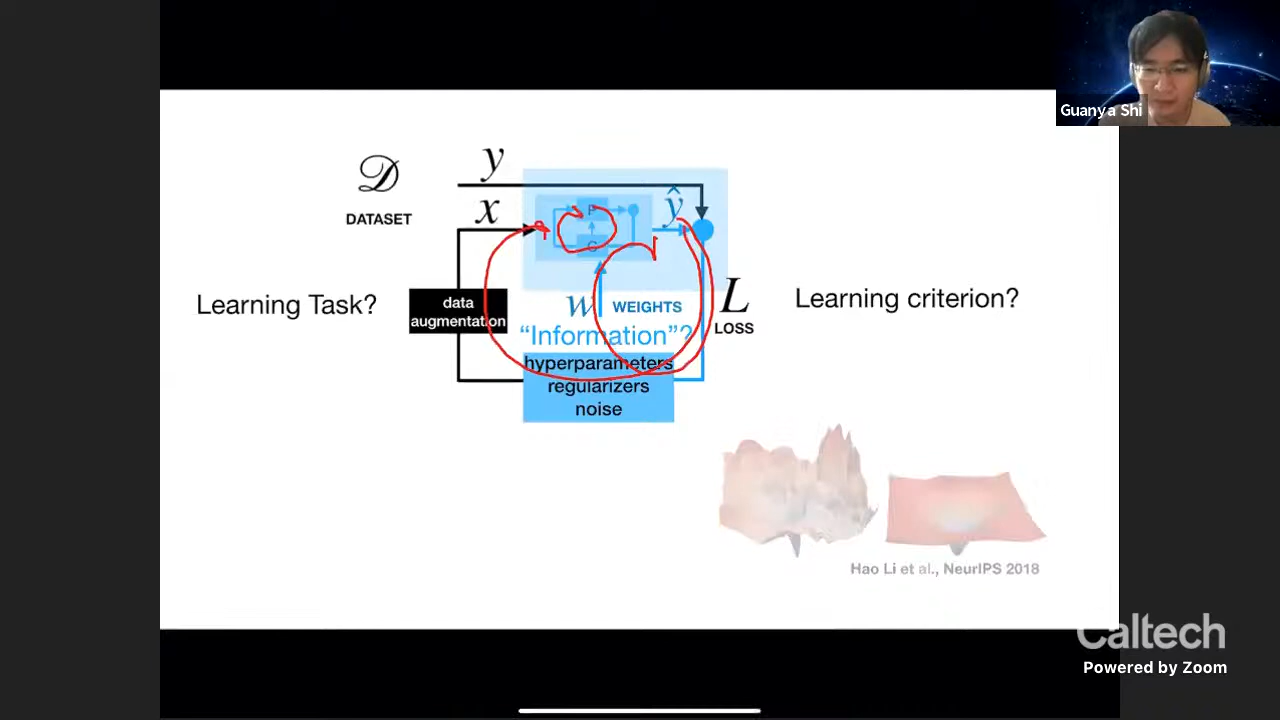 Guanya Shi
𝒟
DATASET
y
x
ŷ
P
G
Learning Task?
data
augmentation
w
WEIGHTS
"Information"?
L
LOSS
Learning criterion?
hyperparameters
regularizers
noise
Hao Li et al., NeurIPS 2018
Caltech
Powered by Zoom